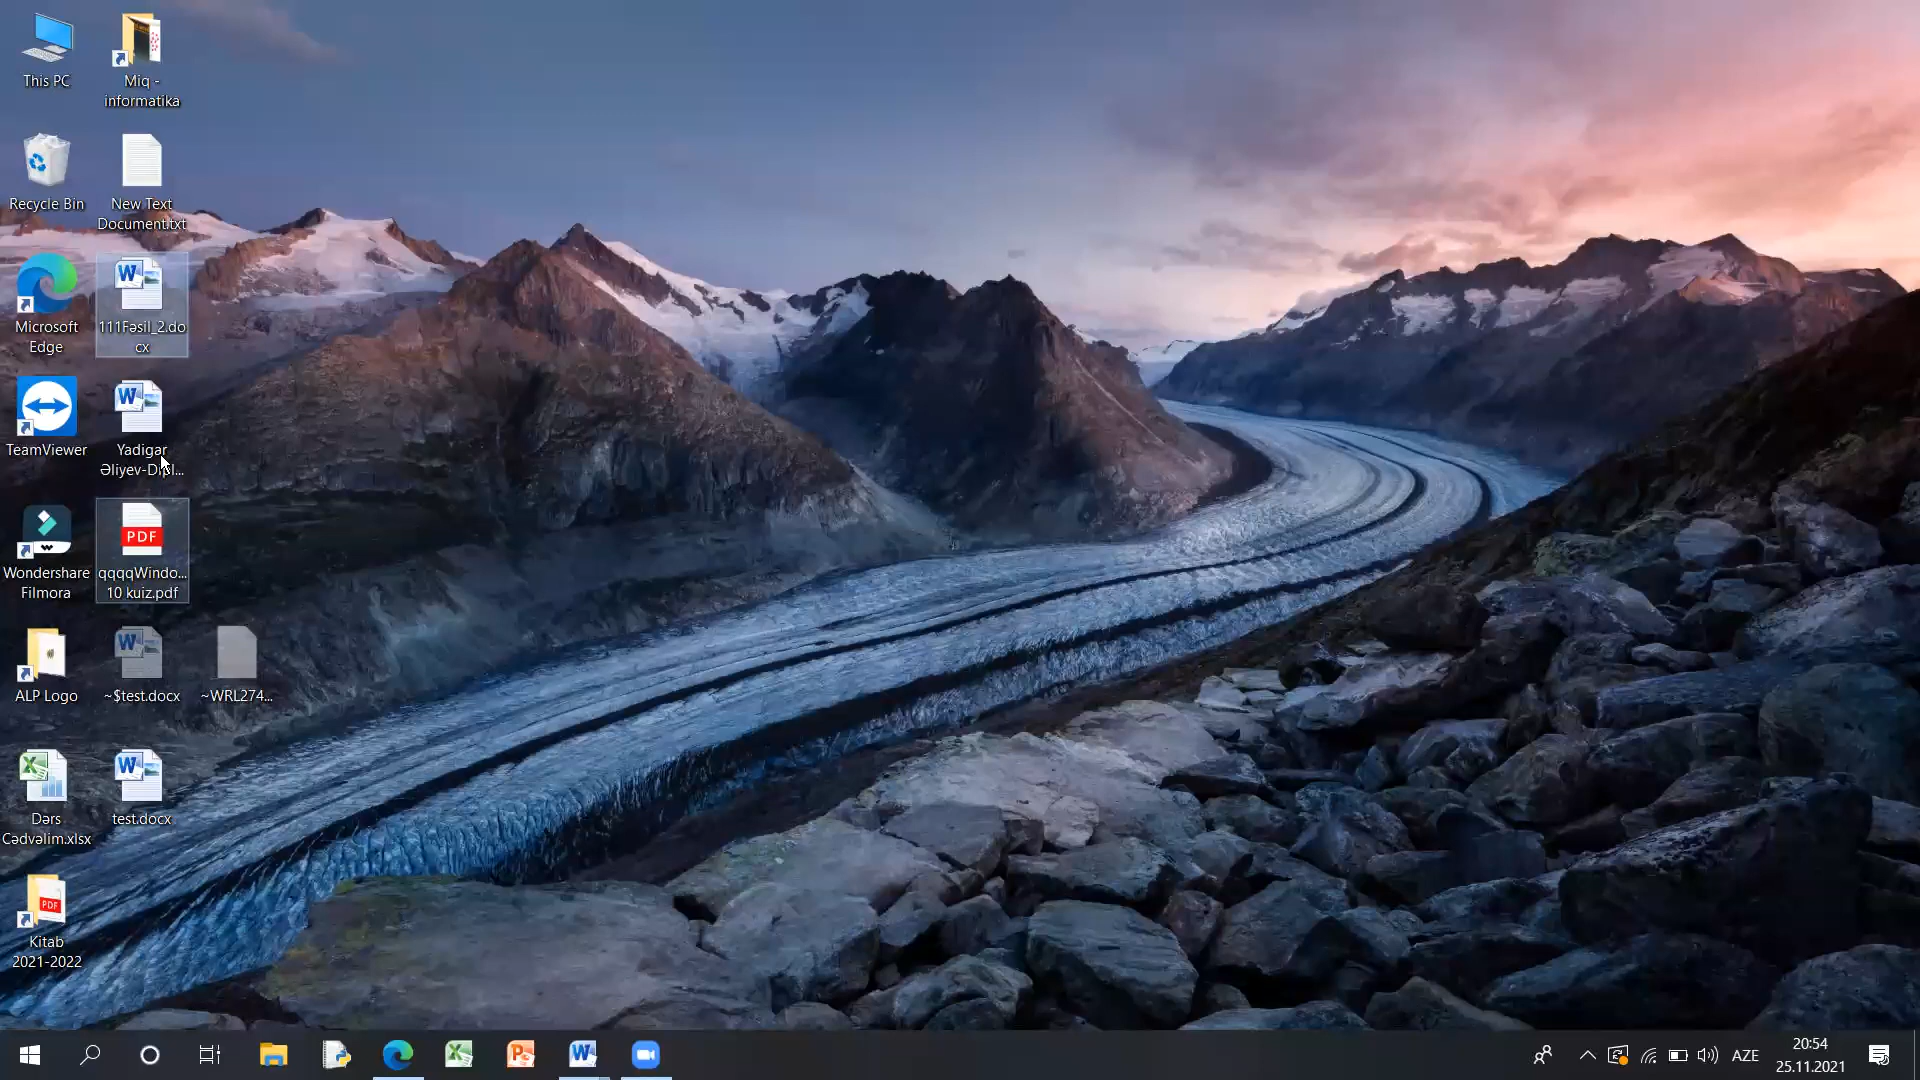 This PC
Miq -
informatika
Recycle Bin
New Text
Document.txt
Microsoft
Edge
111Fəsil_2.do
cx
TeamViewer
Yadigar
Əliyev-Dipl...
Wondershare
Filmora
qqqqWindo...
10 kuiz.pdf
PDF
ALP Logo
~$test.docx
~WRL274...
Dərs
Cədvəlim.xlsx
test.docx
PDF
Kitab
2021-2022
AZE
20:54
25.11.2021